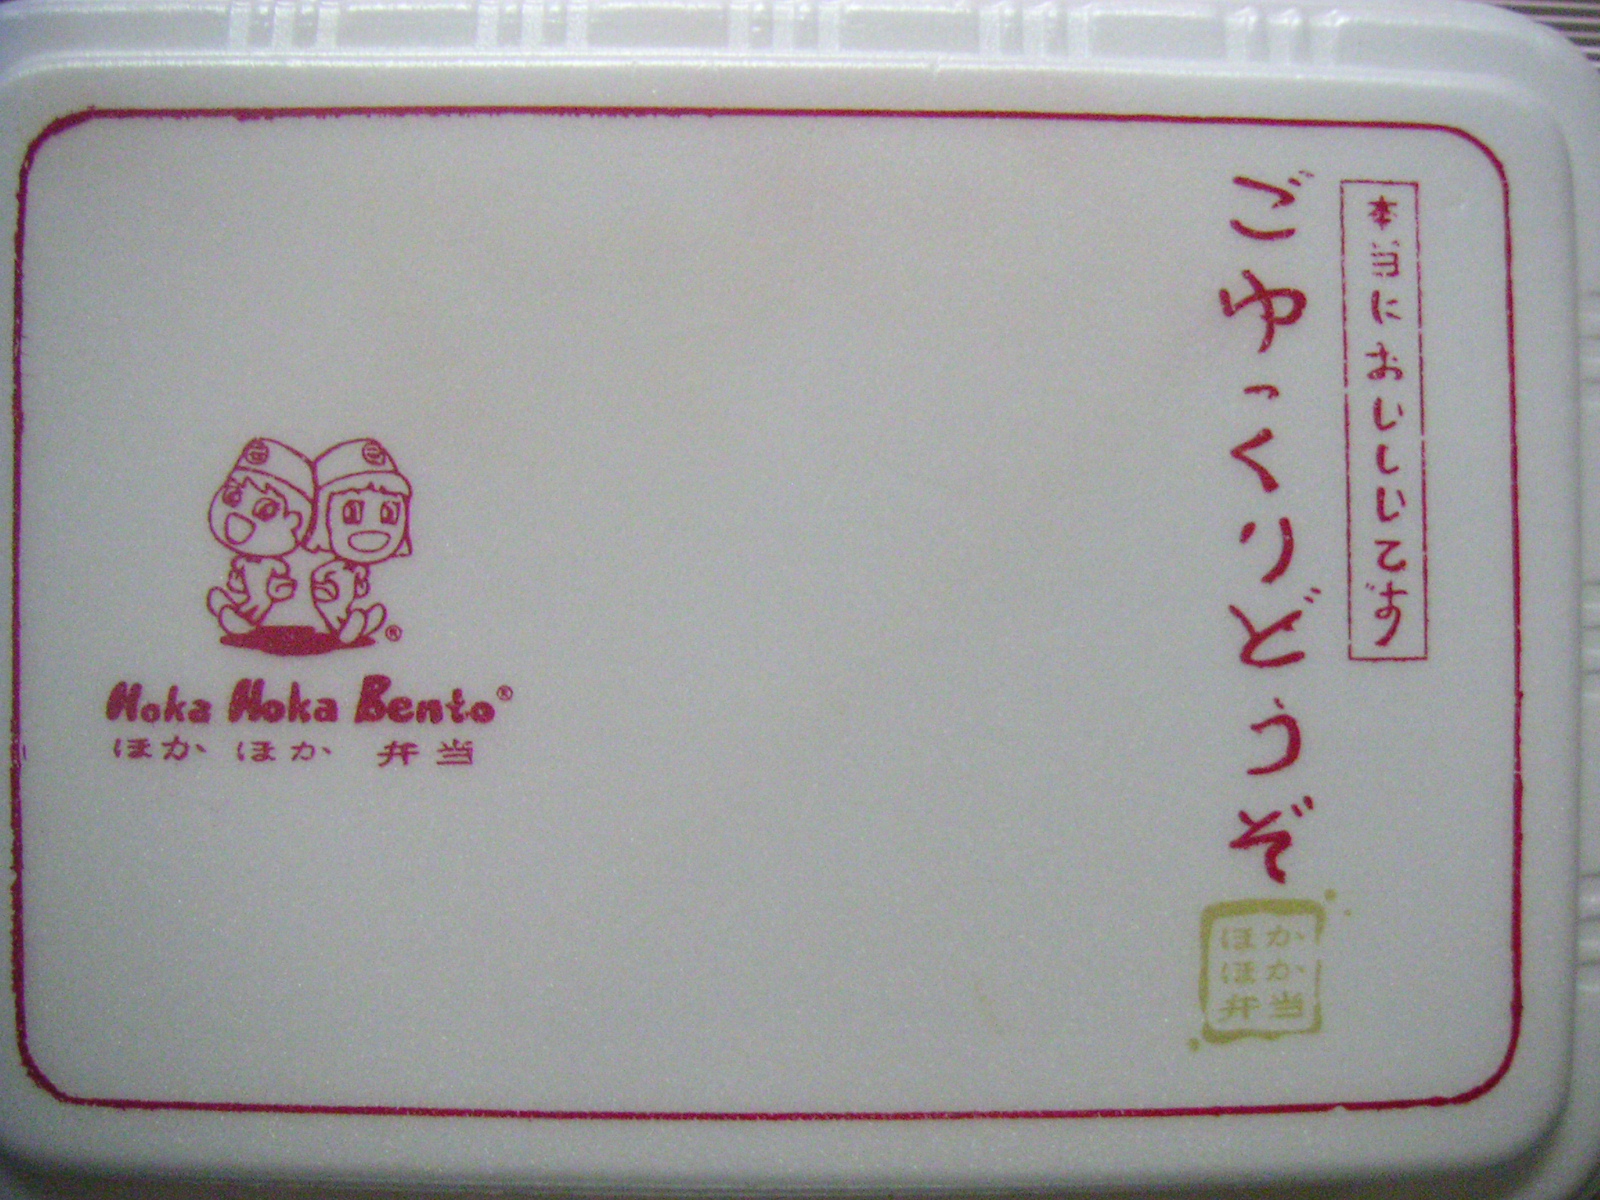 本当においしいです
ごゆっくりどうぞ
ほか
ほか
弁当
Hoka Hoka Bento®
ほか ほか 弁当